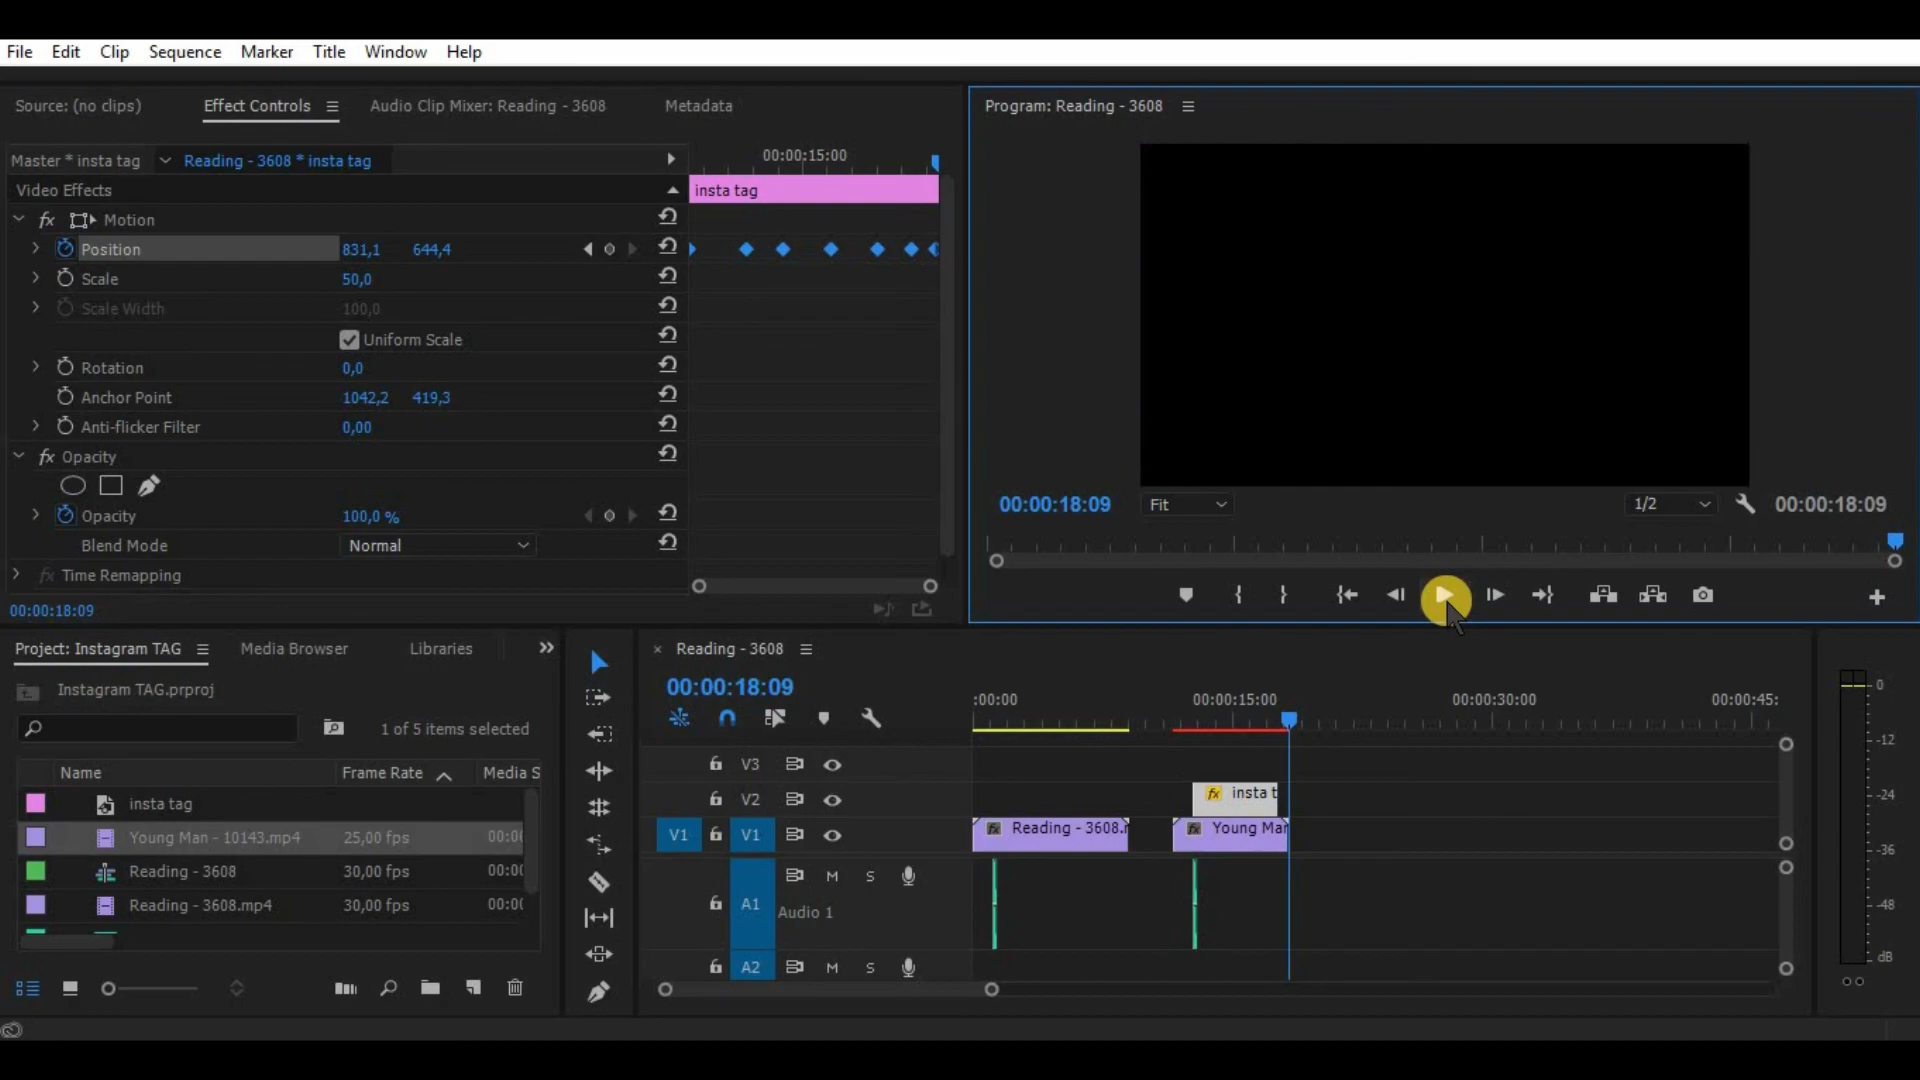 File Edit Clip Sequence Marker Title Window Help
Source: (no clips) Effect Controls Audio Clip Mixer: Reading - 3608 Metadata
Program: Reading - 3608
Master * insta tag Reading - 3608 * insta tag
00:00:15:00
Video Effects
insta tag
fx Motion
Position 831,1 644,4
Scale 50,0
Scale Width 100,0
Uniform Scale
Rotation 0,0
Anchor Point 1042,2 419,3
Anti-flicker Filter 0,00
fx Opacity
Opacity 100,0 %
Blend Mode Normal
fx Time Remapping
00:00:18:09
00:00:18:09 Fit 1/2 00:00:18:09
Project: Instagram TAG Media Browser Libraries
Instagram TAG.prproj
1 of 5 items selected
Name Frame Rate Media S
insta tag
Young Man - 10143.mp4 25,00 fps 00:00
Reading - 3608 30,00 fps 00:00
Reading - 3608.mp4 30,00 fps 00:00
× Reading - 3608
00:00:18:09
:00:00 00:00:15:00 00:00:30:00 00:00:45:
V3
V2
fx insta t
V1 V1
fx Reading - 3608.
fx Young Mar
M S
A1
Audio 1
A2 M S
0
-12
-24
-36
-48
dB